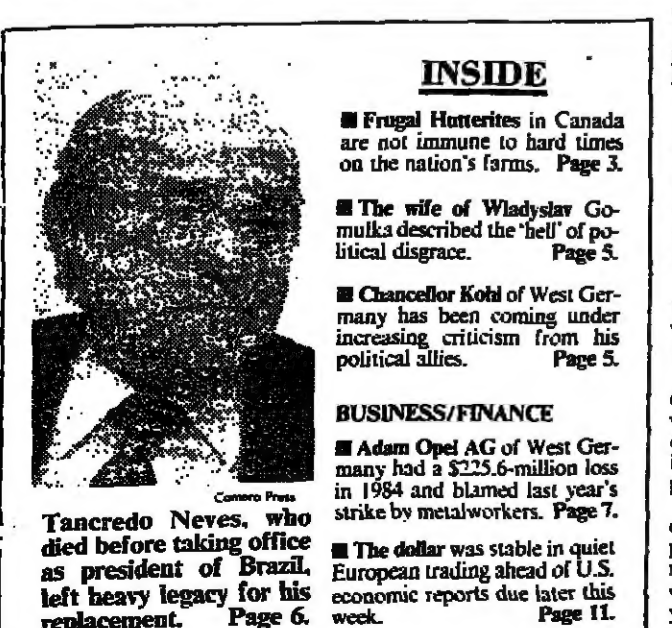 Camera Press
Tancredo Neves, who
died before taking office
as president of Brazil,
left heavy legacy for his
replacement. Page 6.
INSIDE
■ Frugal Hutterites in Canada
are not immune to hard times
on the nation's farms. Page 3.
■ The wife of Wladyslav Go-
mulka described the 'hell' of po-
litical disgrace. Page 5.
■ Chancellor Kohl of West Ger-
many has been coming under
increasing criticism from his
political allies. Page 5.
BUSINESS/FINANCE
■ Adam Opel AG of West Ger-
many had a $225.6-million loss
in 1984 and blamed last year's
strike by metalworkers. Page 7.
■ The dollar was stable in quiet
European trading ahead of U.S.
economic reports due later this
week. Page 11.